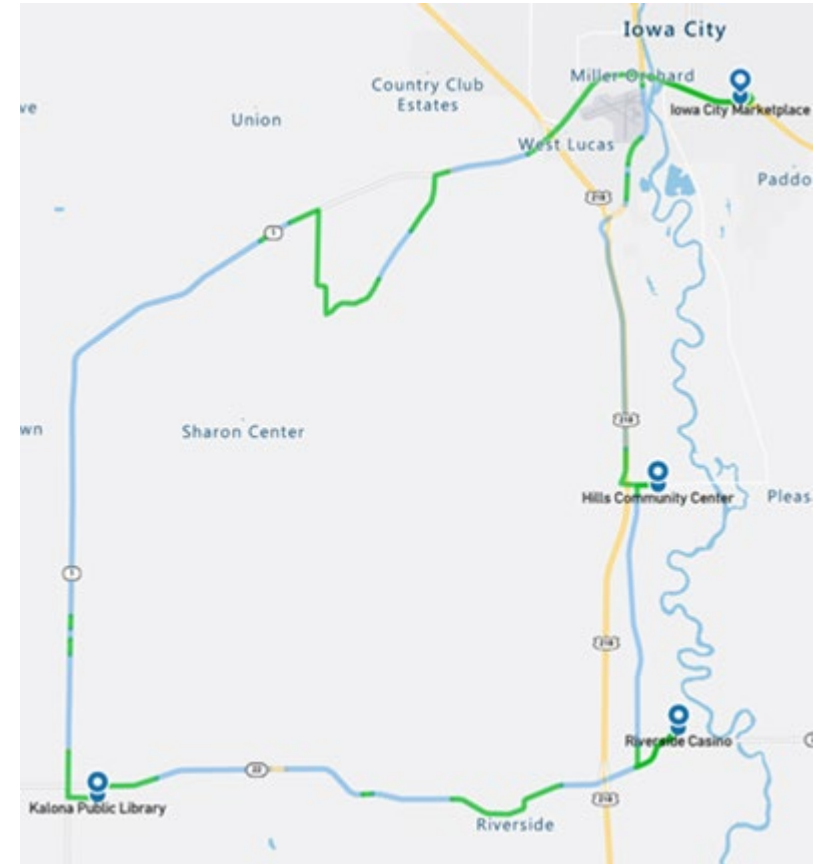 Iowa City
Miller Orchard
Country Club
Estates
Iowa City Marketplace
Union
West Lucas
Paddo
218
1
218
Sharon Center
wn
Hills Community Center
Pleas
1
218
Riverside Casino
22
218
Kalona Public Library
Riverside